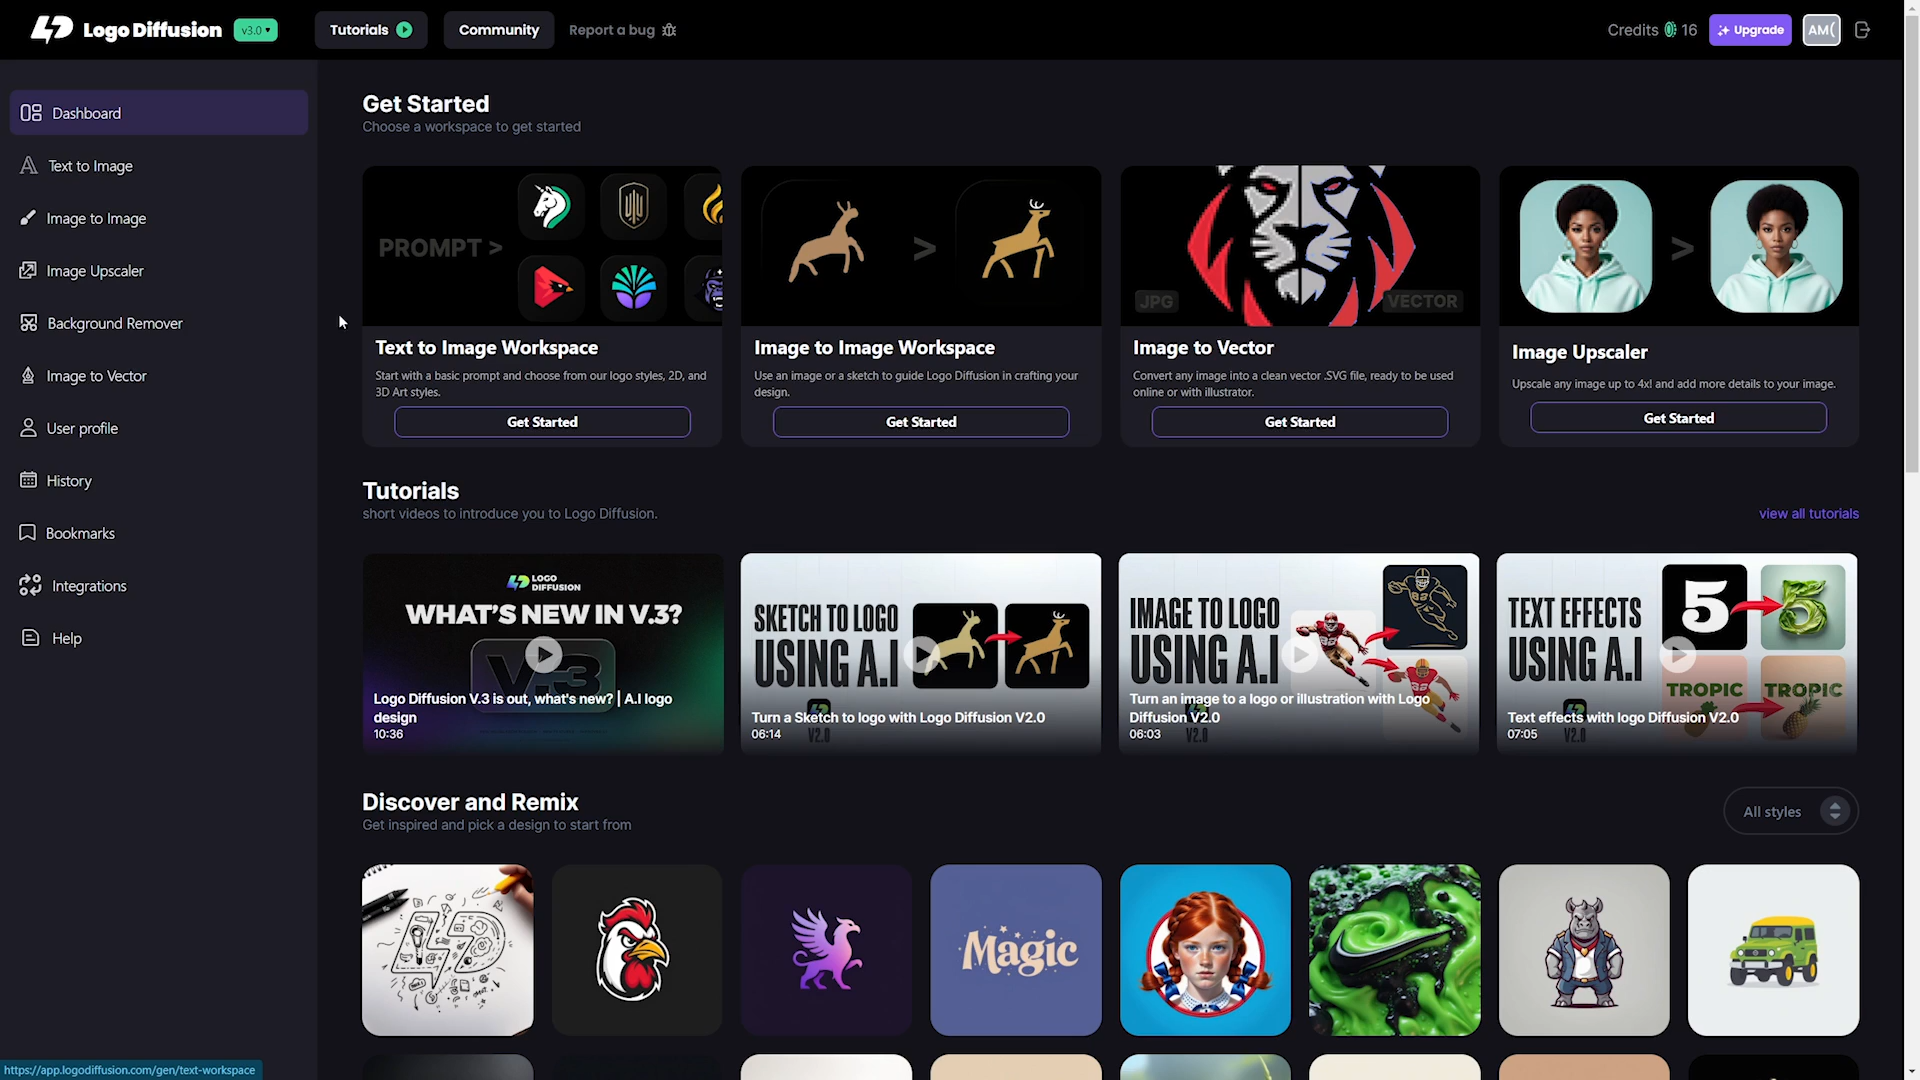 Logo Diffusion
v3.0
Tutorials
Community
Report a bug
Credits
16
Upgrade
AM(
Dashboard
Text to Image
Image to Image
Image Upscaler
Background Remover
Image to Vector
User profile
History
Bookmarks
Integrations
Help
Get Started
Choose a workspace to get started
PROMPT >
>
JPG
VECTOR
>
Text to Image Workspace
Start with a basic prompt and choose from our logo styles, 2D, and
3D Art styles.
Get Started
Image to Image Workspace
Use an image or a sketch to guide Logo Diffusion in crafting your
design.
Get Started
Image to Vector
Convert any image into a clean vector .SVG file, ready to be used
online or with illustrator.
Get Started
Image Upscaler
Upscale any image up to 4x! and add more details to your image.
Get Started
Tutorials
short videos to introduce you to Logo Diffusion.
view all tutorials
LOGO
DIFFUSION
WHAT'S NEW IN V.3?
V.3
Logo Diffusion V.3 is out, what's new? | A.I logo
design
10:36
SKETCH TO LOGO
USING A.I
Turn a Sketch to logo with Logo Diffusion V2.0
06:14
V2.0
IMAGE TO LOGO
USING A.I
Turn an image to a logo or illustration with Logo
Diffusion V2.0
06:03
V2.0
TEXT EFFECTS
USING A.I
5
5
TROPIC
TROPIC
Text effects with logo Diffusion V2.0
07:05
V2.0
Discover and Remix
Get inspired and pick a design to start from
All styles
Magic
https://app.logodiffusion.com/gen/text-workspace